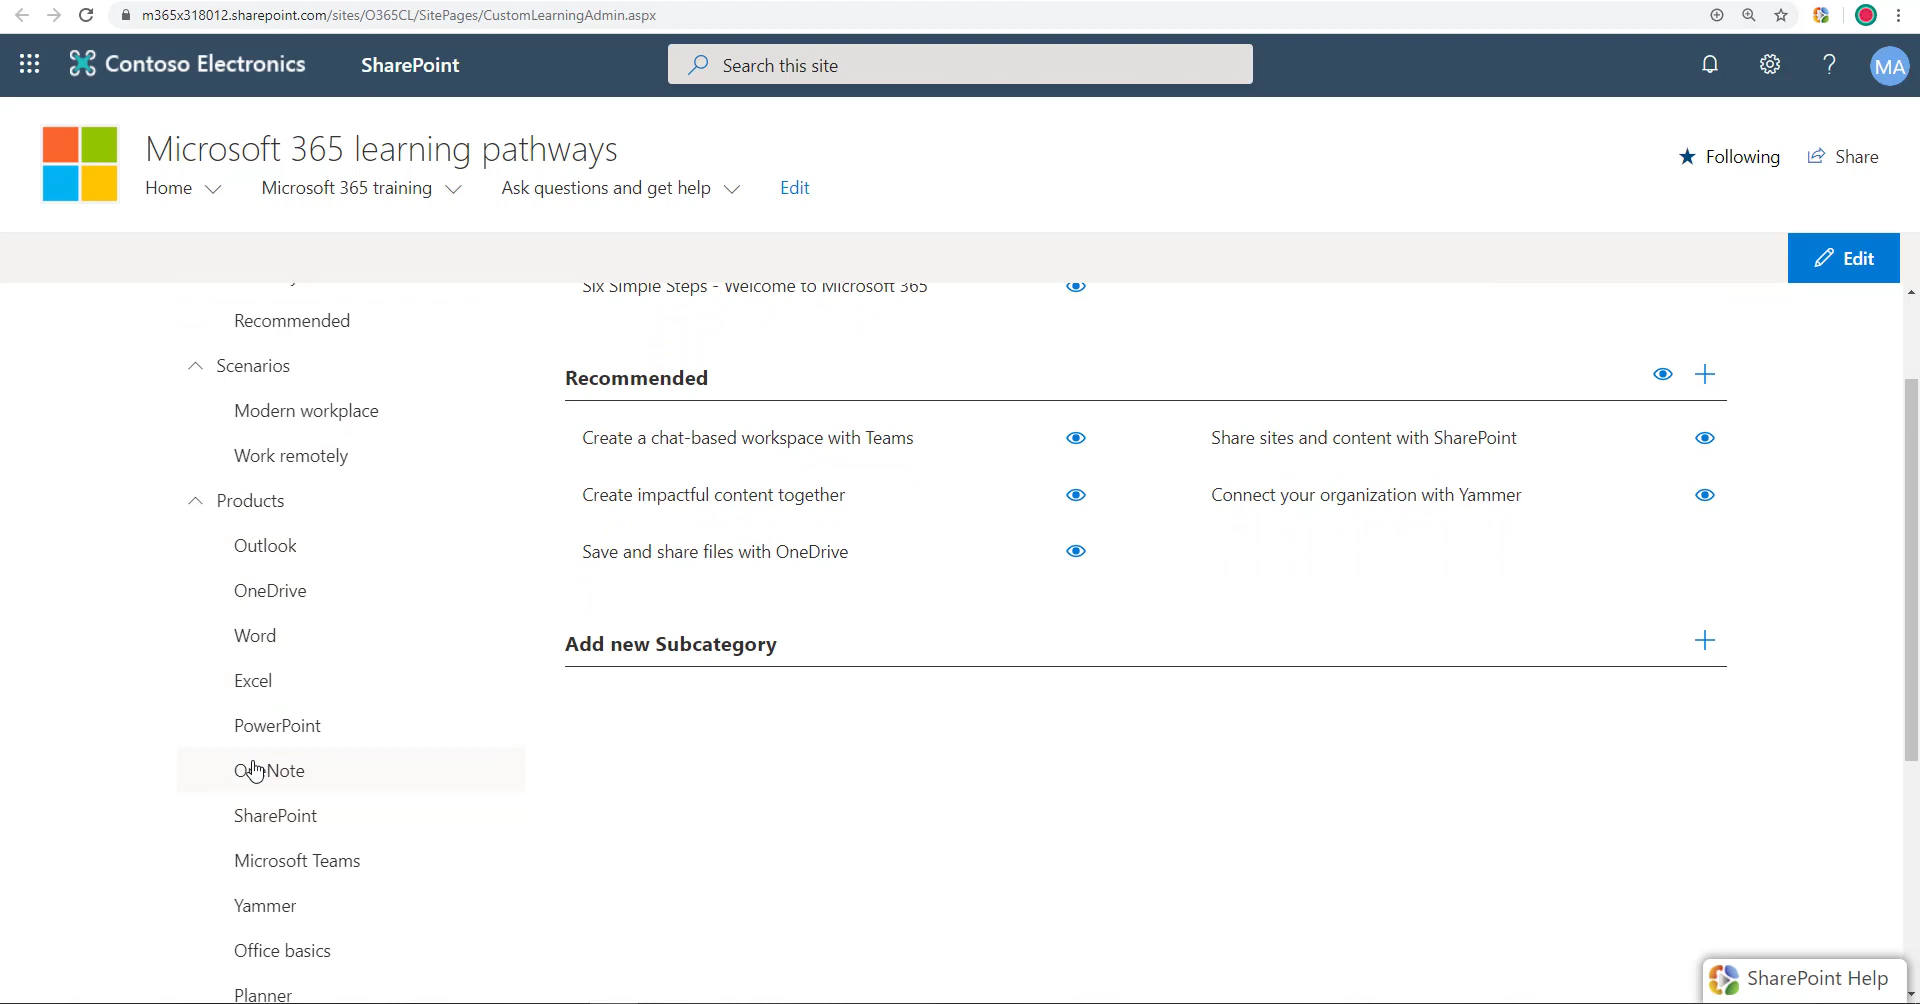 m365x318012.sharepoint.com/sites/O365CL/SitePages/CustomLearningAdmin.aspx
Contoso Electronics SharePoint Search this site MA
Microsoft 365 learning pathways
Following Share
Home Microsoft 365 training Ask questions and get help Edit
Edit
Six Simple Steps - Welcome to Microsoft 365
Recommended
Scenarios
Modern workplace
Work remotely
Products
Outlook
OneDrive
Word
Excel
PowerPoint
OneNote
SharePoint
Microsoft Teams
Yammer
Office basics
Planner
Recommended
Create a chat-based workspace with Teams
Share sites and content with SharePoint
Create impactful content together
Connect your organization with Yammer
Save and share files with OneDrive
Add new Subcategory
SharePoint Help